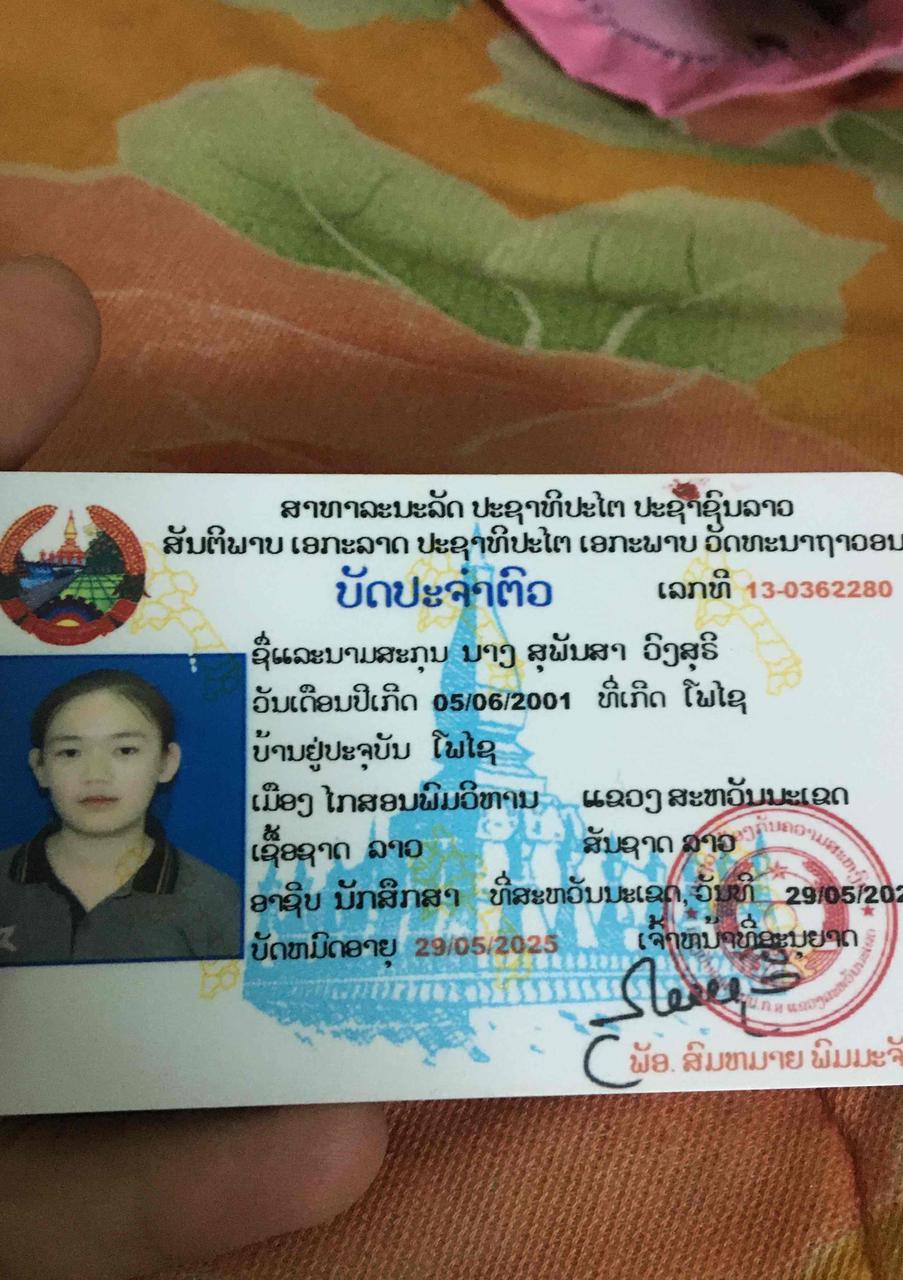 ສາທາລະນະລັດ ປະຊາທິປະໄຕ ປະຊາຊົນລາວ
ສັນຕິພາບ ເອກະລາດ ປະຊາທິປະໄຕ ເອກະພາບ ວັດທະນາຖາວອນ
ບັດປະຈຳຕົວ ເລກທີ 13-0362280
ຊື່ແລະນາມສະກຸນ ນາງ ສຸພັນສາ ວົງສຸຣິ
ວັນເດືອນປີເກີດ 05/06/2001 ທີ່ເກີດ ໂພໄຊ
ບ້ານຢູ່ປະຈຸບັນ ໂພໄຊ
ເມືອງ ໄກສອນພົມວິຫານ ແຂວງ ສະຫວັນນະເຂດ
ເຊື້ອຊາດ ລາວ ສັນຊາດ ລາວ
ອາຊີບ ນັກສຶກສາ ທີ່ສະຫວັນນະເຂດ, ວັນທີ 29/05/202
ບັດຫມົດອາຍຸ 29/05/2025 ເຈົ້າຫນ້າທີ່ອະນຸຍາດ
ພັອ. ສົມຫມາຍ ພິມມະຈັ